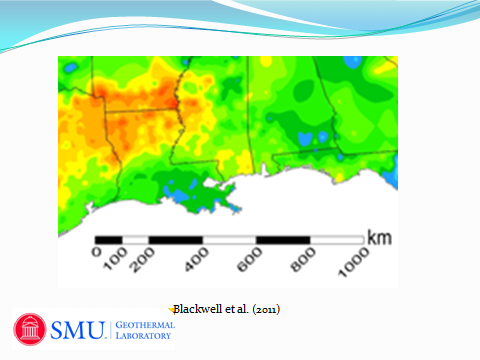 km
0 100 200 400 600 800 1000
Blackwell et al. (2011)
SMU. GEOTHERMAL
LABORATORY